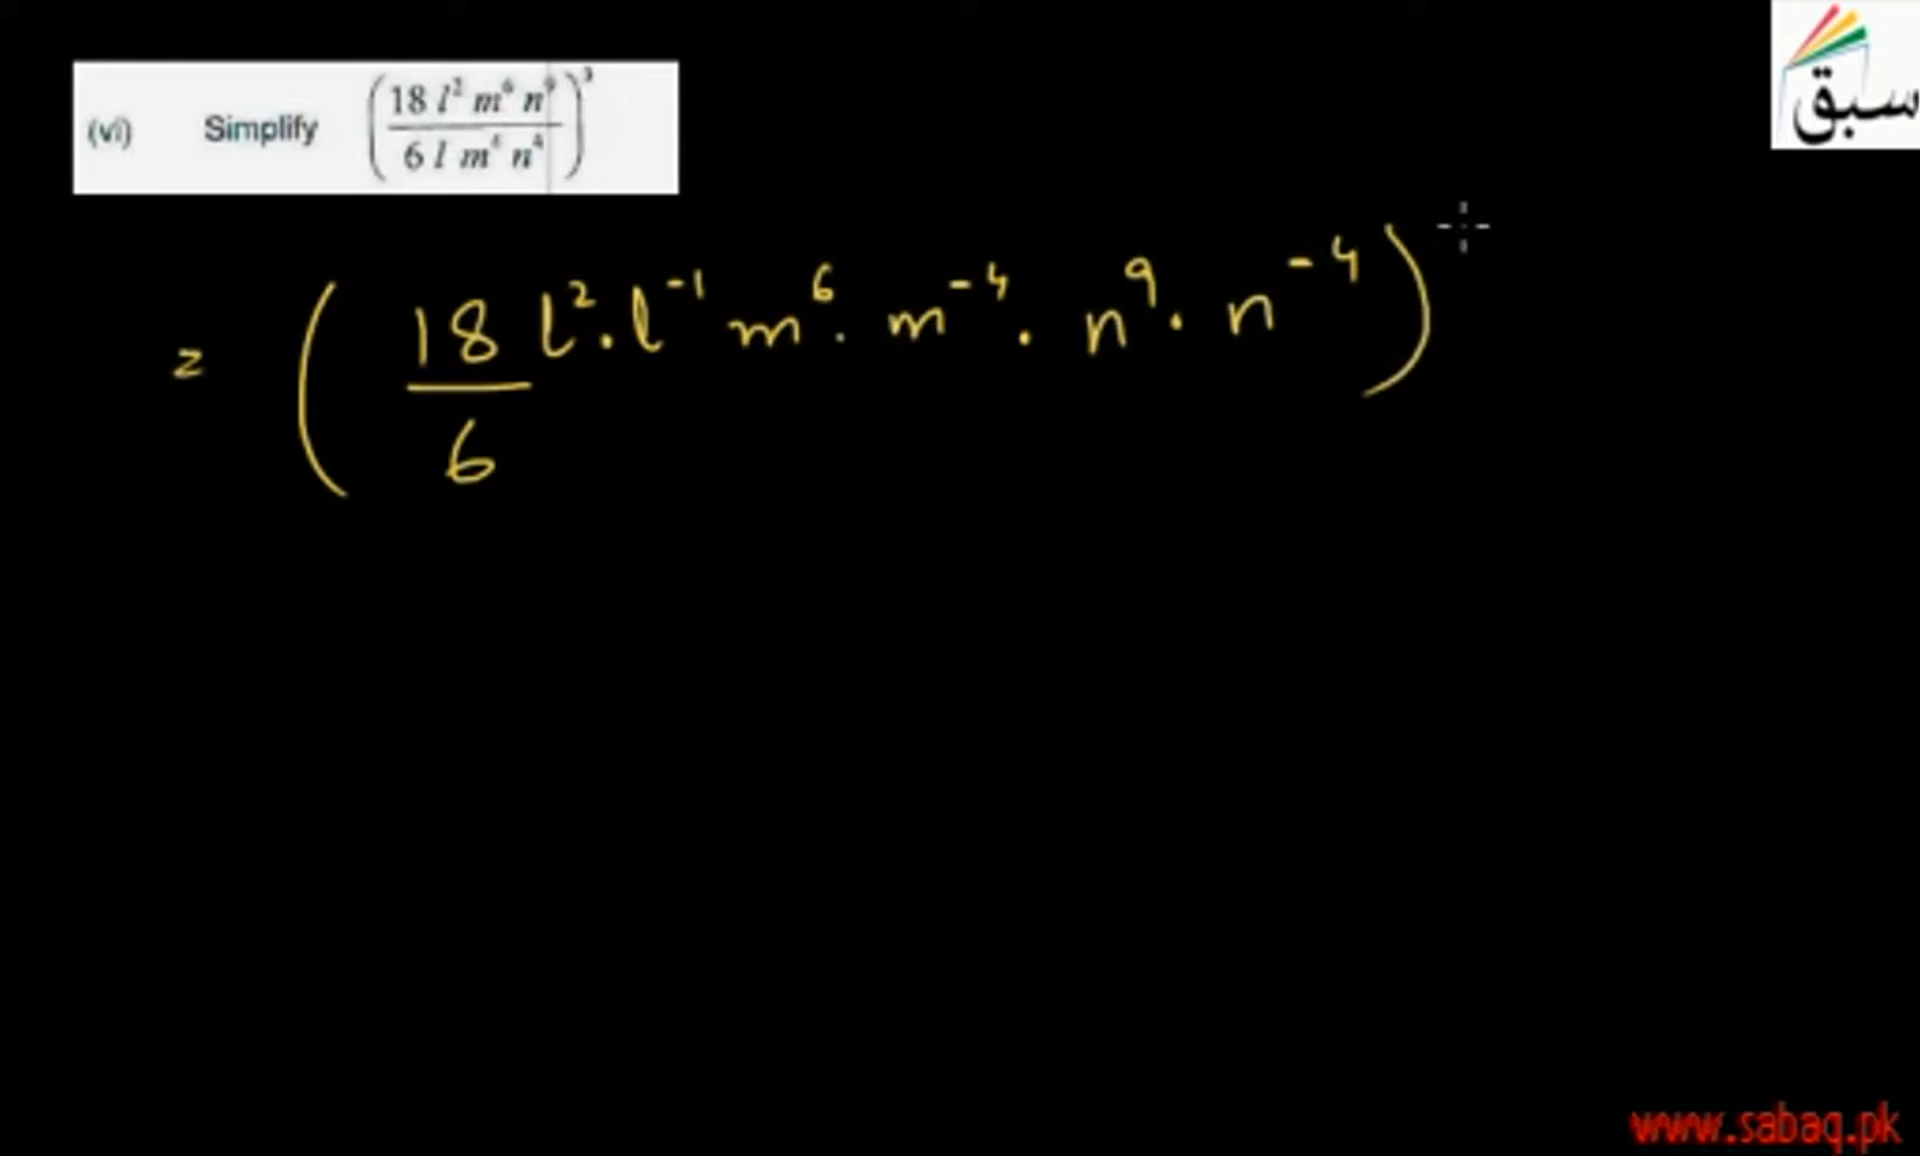 (vi) Simplify (18 l² m⁶ n⁹ / 6 l m⁴ n⁴)³
سبق
= (18/6 l² . l⁻¹ m⁶ . m⁻⁴ . n⁹ . n⁻⁴)
www.sabaq.pk